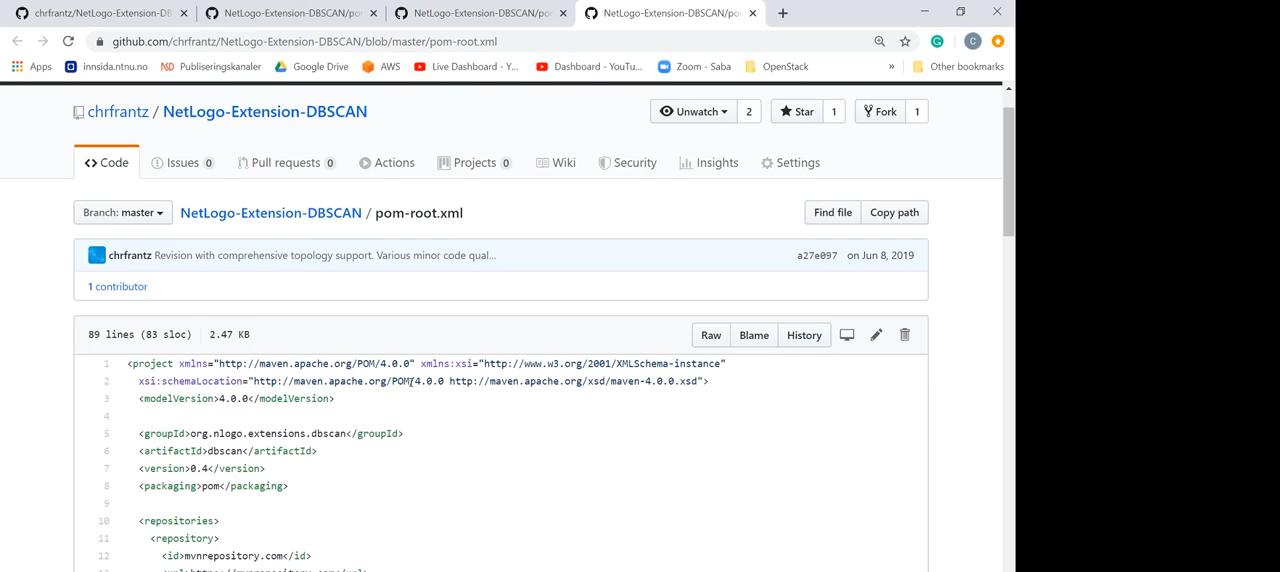 chrfrantz/NetLogo-Extension-DB
NetLogo-Extension-DBSCAN/po
NetLogo-Extension-DBSCAN/po
NetLogo-Extension-DBSCAN/po
github.com/chrfrantz/NetLogo-Extension-DBSCAN/blob/master/pom-root.xml
C
Apps innsida.ntnu.no ND Publiseringskanaler Google Drive AWS Live Dashboard - Y... Dashboard - YouTu... Zoom - Saba OpenStack » Other bookmarks
chrfrantz / NetLogo-Extension-DBSCAN
Unwatch 2 Star 1 Fork 1
Code Issues 0 Pull requests 0 Actions Projects 0 Wiki Security Insights Settings
Branch: master NetLogo-Extension-DBSCAN / pom-root.xml Find file Copy path
chrfrantz Revision with comprehensive topology support. Various minor code qual... a27e097 on Jun 8, 2019
1 contributor
89 lines (83 sloc) 2.47 KB Raw Blame History
1 <project xmlns="http://maven.apache.org/POM/4.0.0" xmlns:xsi="http://www.w3.org/2001/XMLSchema-instance"
2 xsi:schemaLocation="http://maven.apache.org/POM/4.0.0 http://maven.apache.org/xsd/maven-4.0.0.xsd">
3 <modelVersion>4.0.0</modelVersion>
4
5 <groupId>org.nlogo.extensions.dbscan</groupId>
6 <artifactId>dbscan</artifactId>
7 <version>0.4</version>
8 <packaging>pom</packaging>
9
10 <repositories>
11 <repository>
12 <id>mvnrepository.com</id>